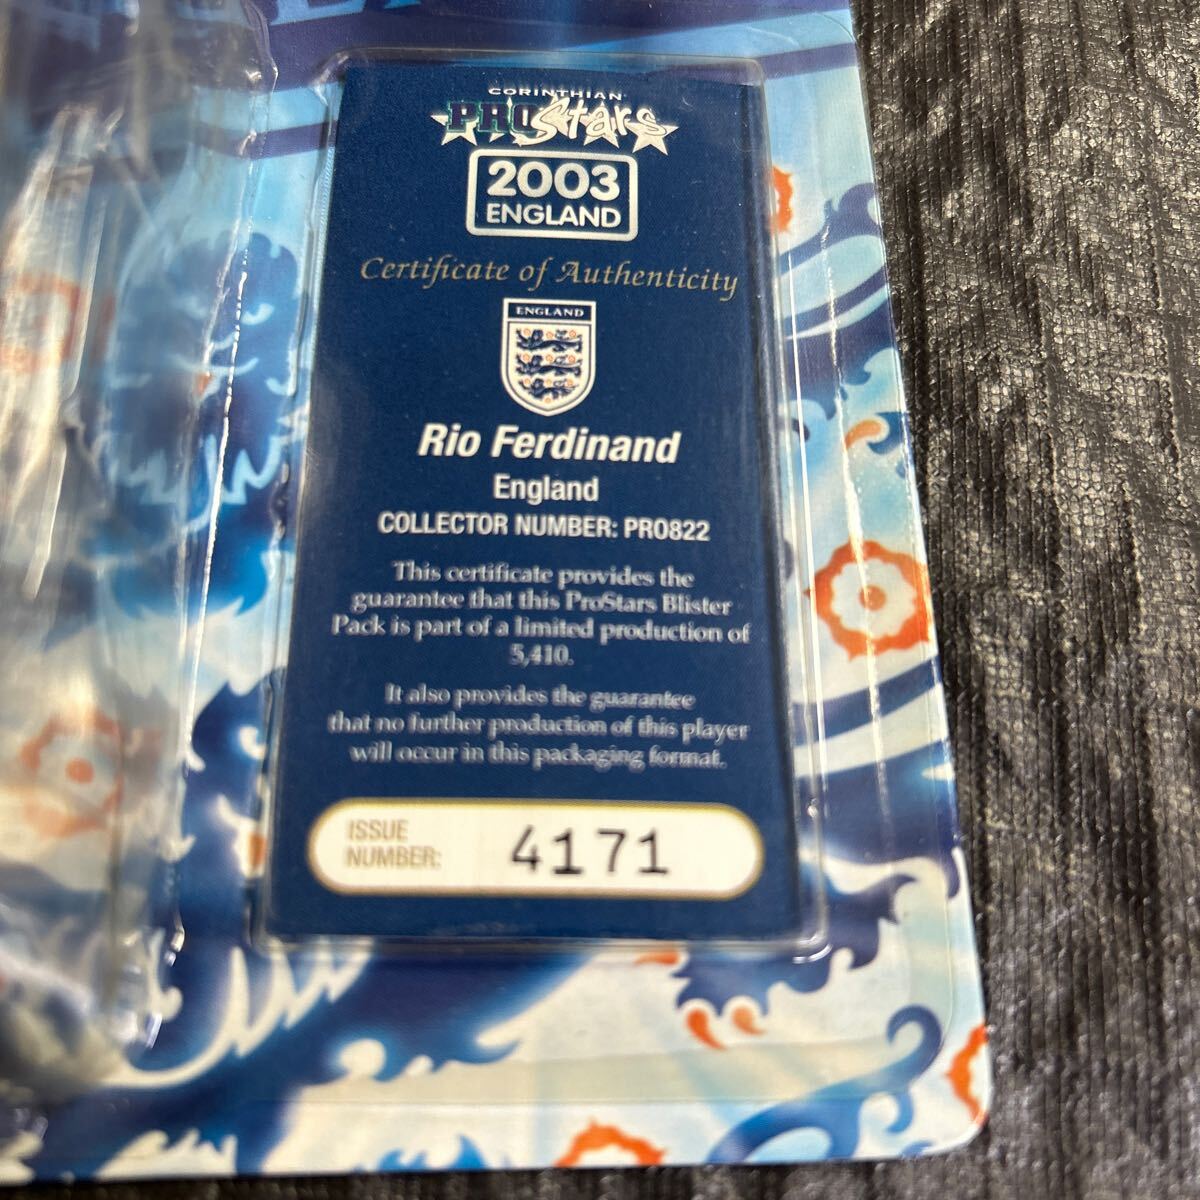 CORINTHIAN
PROStars
2003
ENGLAND
Certificate of Authenticity
ENGLAND
Rio Ferdinand
England
COLLECTOR NUMBER: PRO822
This certificate provides the
guarantee that this ProStars Blister
Pack is part of a limited production of
5,410.
It also provides the guarantee
that no further production of this player
will occur in this packaging format.
ISSUE
NUMBER: 4171